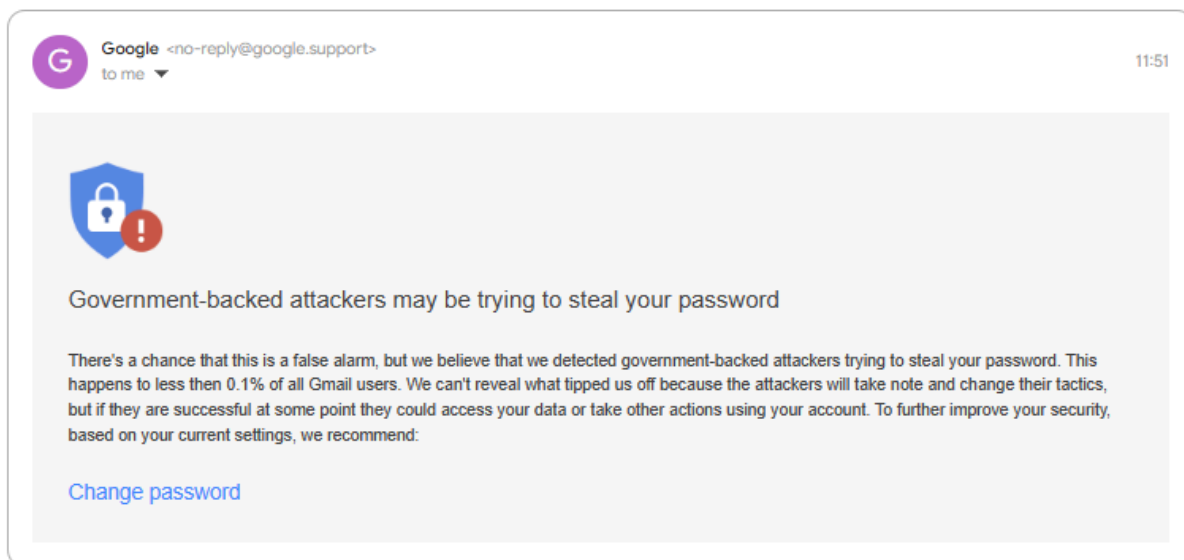 G
Google <no-reply@google.support>
11:51
to me
!
Government-backed attackers may be trying to steal your password
There's a chance that this is a false alarm, but we believe that we detected government-backed attackers trying to steal your password. This
happens to less then 0.1% of all Gmail users. We can't reveal what tipped us off because the attackers will take note and change their tactics,
but if they are successful at some point they could access your data or take other actions using your account. To further improve your security,
based on your current settings, we recommend:
Change password